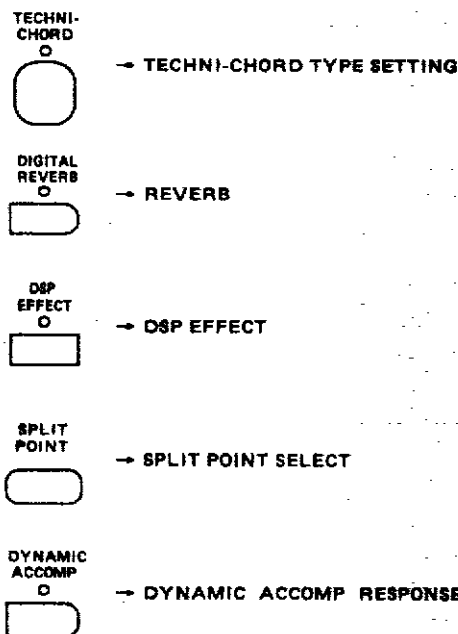 TECHNI-
CHORD
→ TECHNI-CHORD TYPE SETTING
DIGITAL
REVERB
→ REVERB
DSP
EFFECT
→ DSP EFFECT
SPLIT
POINT
→ SPLIT POINT SELECT
DYNAMIC
ACCOMP
→ DYNAMIC ACCOMP RESPONSE